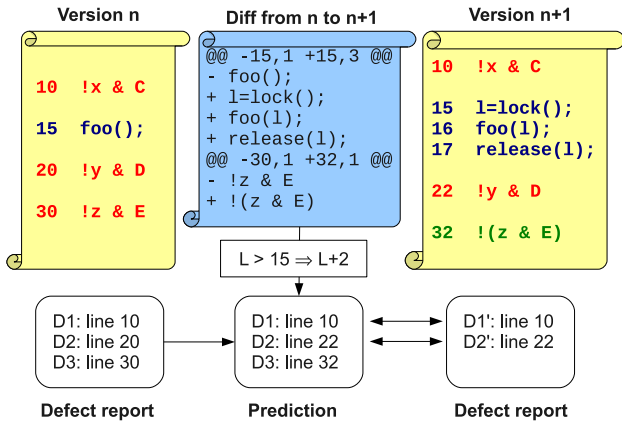 Version n
10 !x & C
15 foo();
20 !y & D
30 !z & E
Diff from n to n+1
@@ -15,1 +15,3 @@
- foo();
+ l=lock();
+ foo(l);
+ release(l);
@@ -30,1 +32,1 @@
- !z & E
+ !(z & E)
Version n+1
10 !x & C
15 l=lock();
16 foo(l);
17 release(l);
22 !y & D
32 !(z & E)
L > 15 ⇒ L+2
D1: line 10
D2: line 20
D3: line 30
Defect report
D1: line 10
D2: line 22
D3: line 32
Prediction
D1': line 10
D2': line 22
Defect report